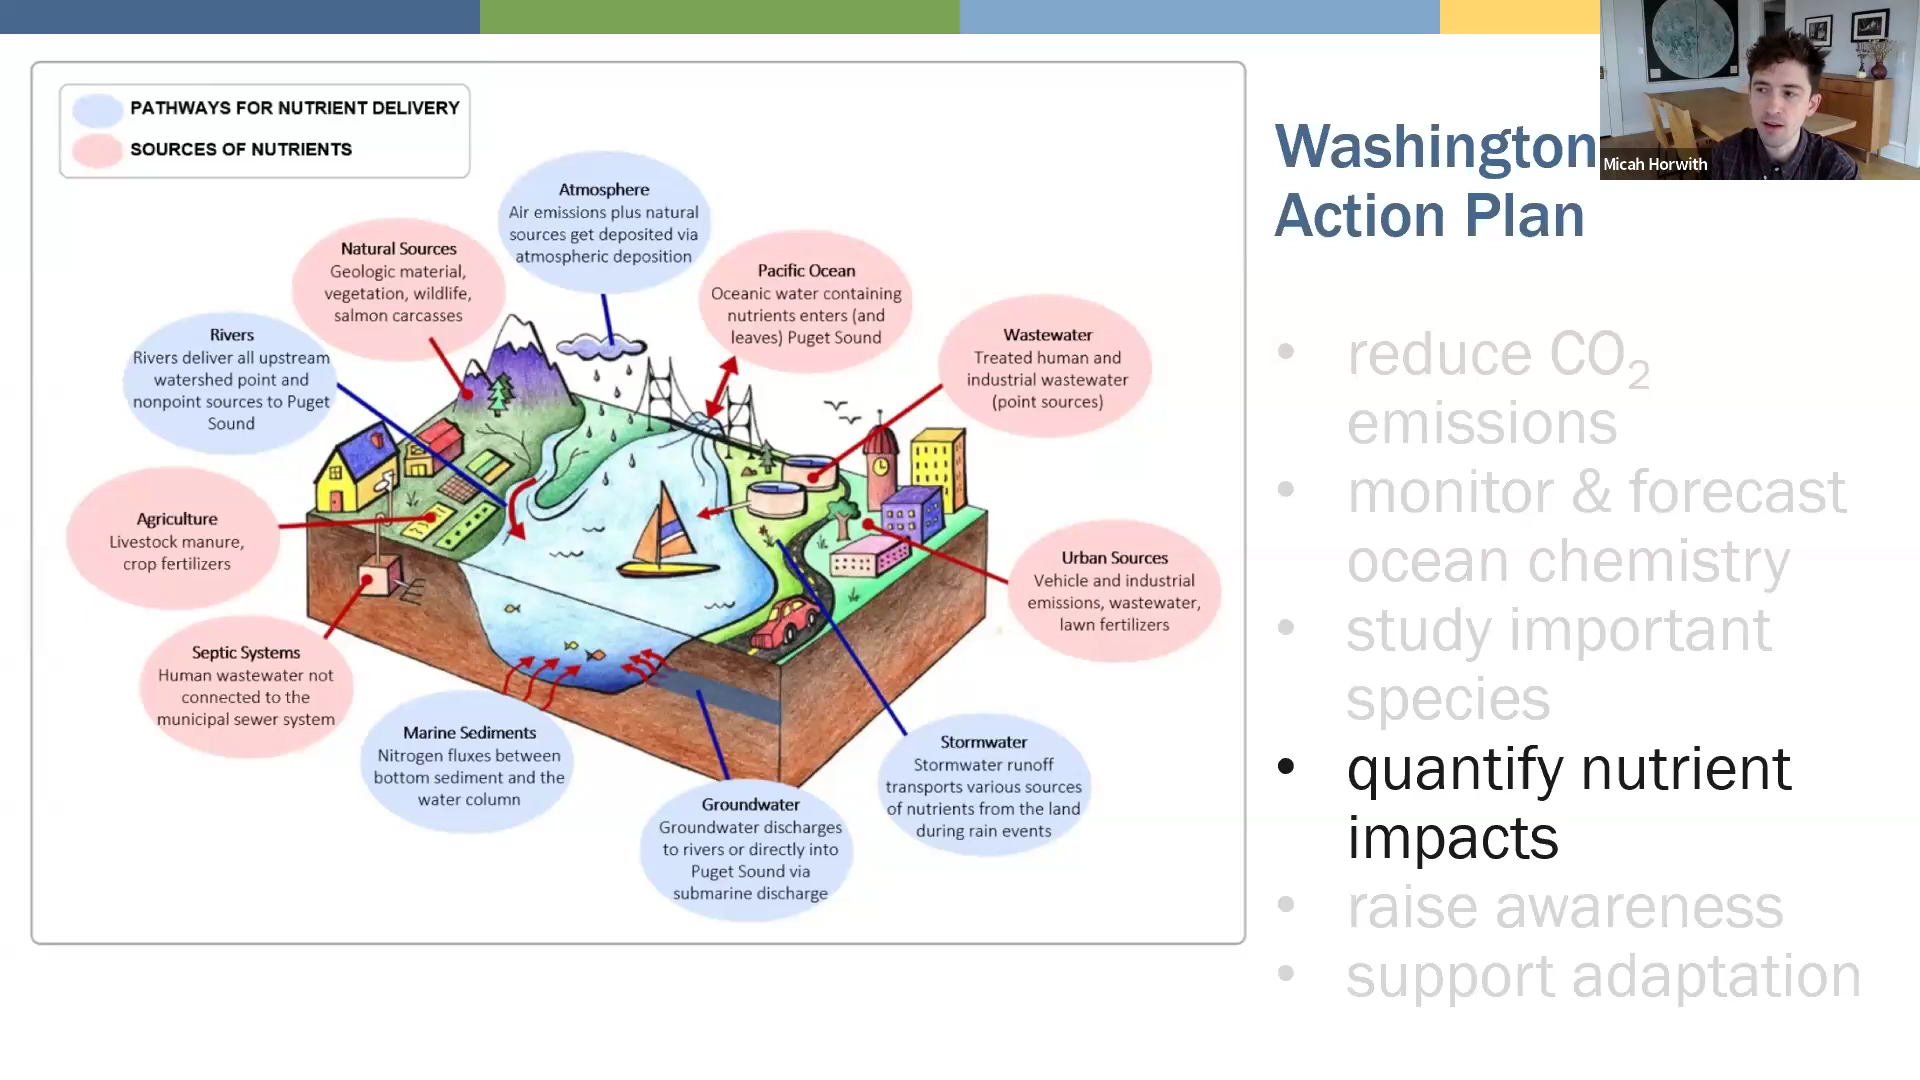 PATHWAYS FOR NUTRIENT DELIVERY
SOURCES OF NUTRIENTS
Atmosphere
Air emissions plus natural
sources get deposited via
atmospheric deposition
Natural Sources
Geologic material,
vegetation, wildlife,
salmon carcasses
Pacific Ocean
Oceanic water containing
nutrients enters (and
leaves) Puget Sound
Rivers
Rivers deliver all upstream
watershed point and
nonpoint sources to Puget
Sound
Wastewater
Treated human and
industrial wastewater
(point sources)
Agriculture
Livestock manure,
crop fertilizers
Urban Sources
Vehicle and industrial
emissions, wastewater,
lawn fertilizers
Septic Systems
Human wastewater not
connected to the
municipal sewer system
Marine Sediments
Nitrogen fluxes between
bottom sediment and the
water column
Groundwater
Groundwater discharges
to rivers or directly into
Puget Sound via
submarine discharge
Stormwater
Stormwater runoff
transports various sources
of nutrients from the land
during rain events
Washington
Action Plan
• reduce CO₂
emissions
• monitor & forecast
ocean chemistry
• study important
species
• quantify nutrient
impacts
• raise awareness
• support adaptation
Micah Horwith